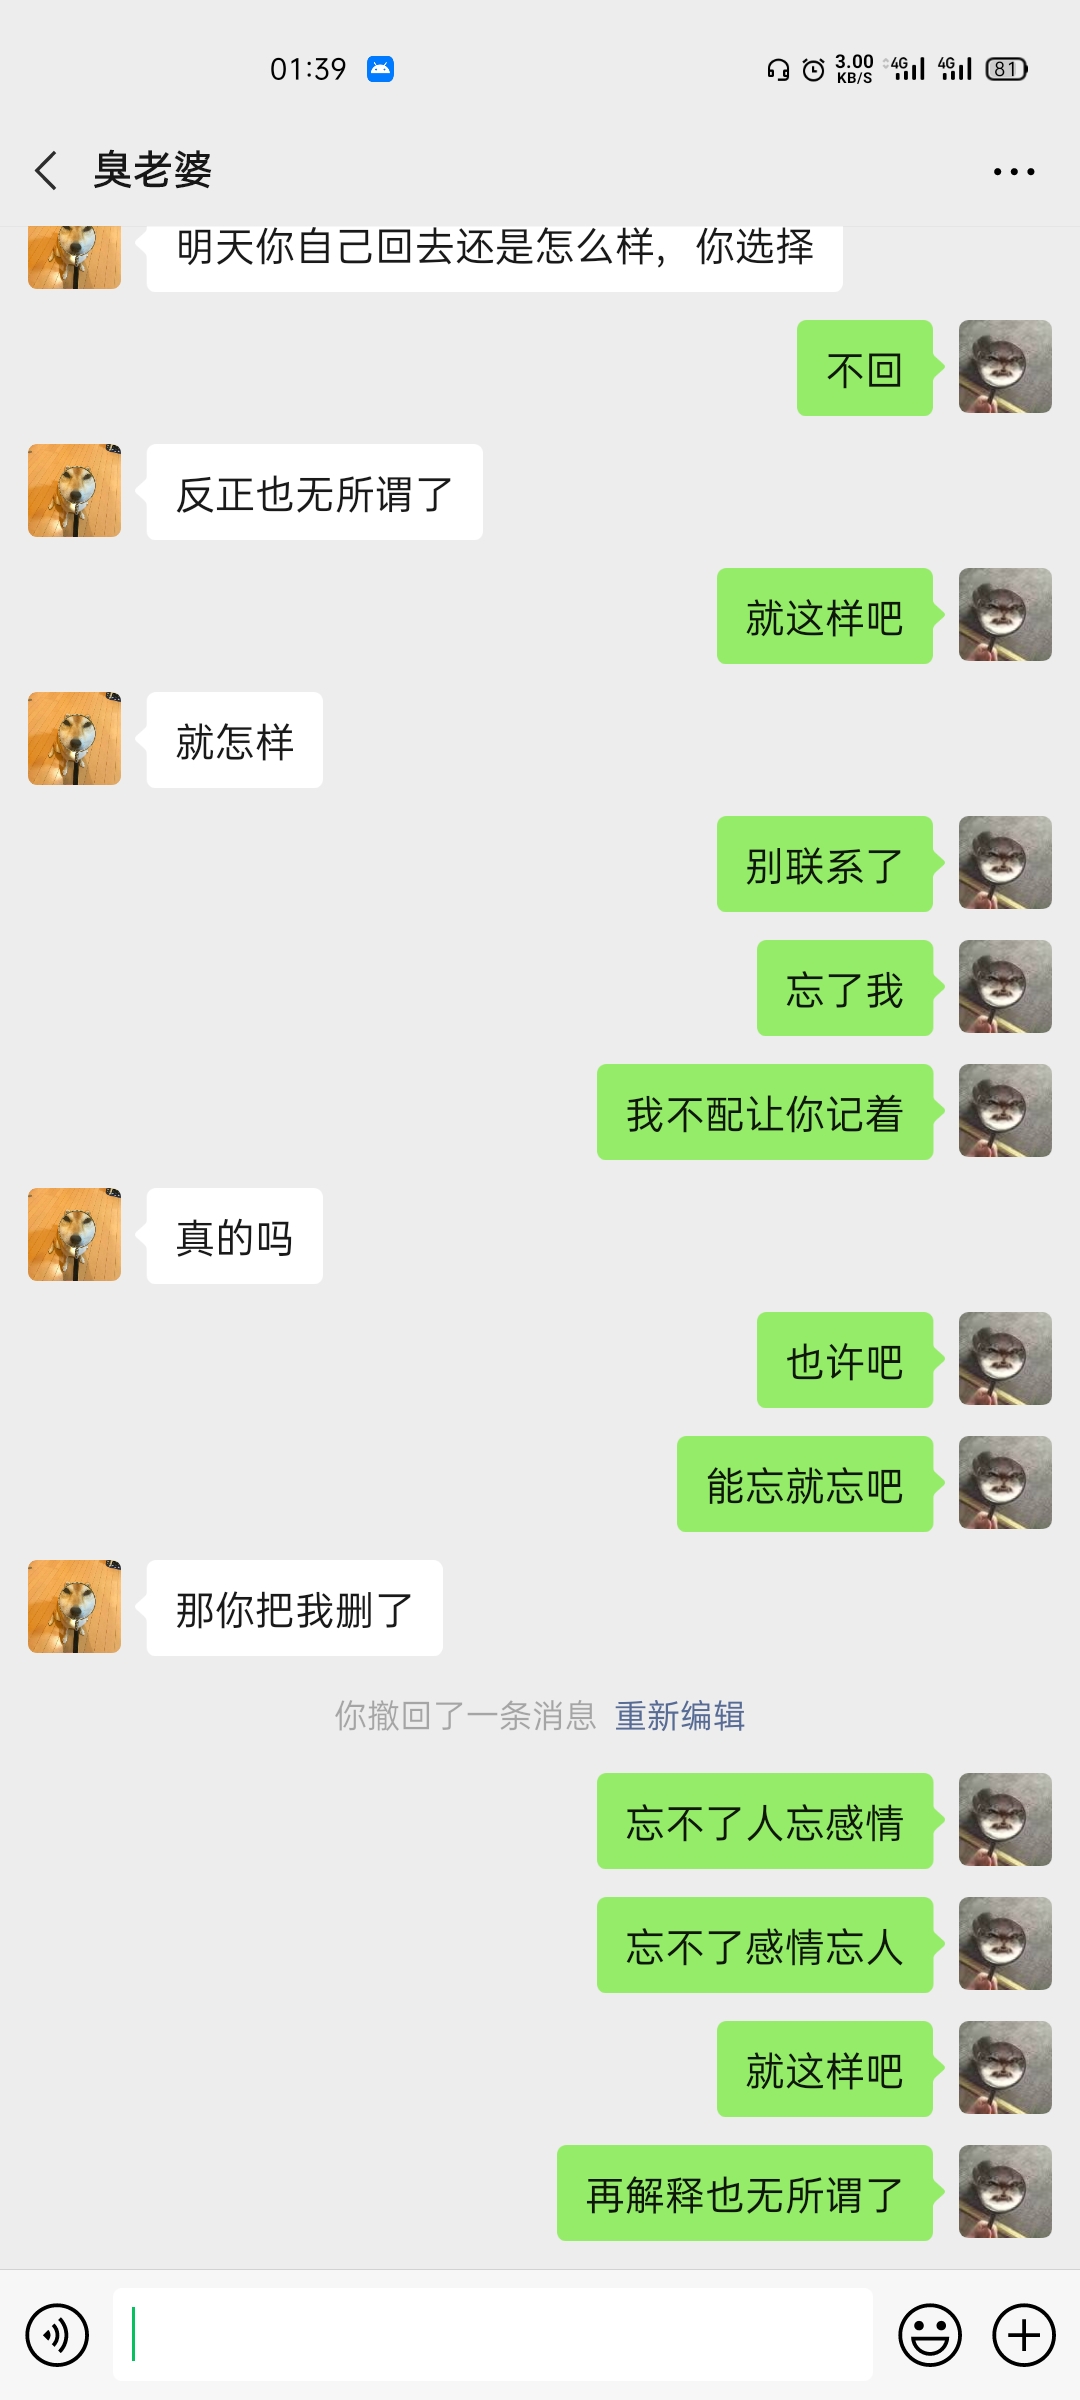 01:39
3.00 KB/S
4G
4G
81
臭老婆
明天你自己回去还是怎么样，你选择
不回
反正也无所谓了
就这样吧
就怎样
别联系了
忘了我
我不配让你记着
真的吗
也许吧
能忘就忘吧
那你把我删了
你撤回了一条消息 重新编辑
忘不了人忘感情
忘不了感情忘人
就这样吧
再解释也无所谓了